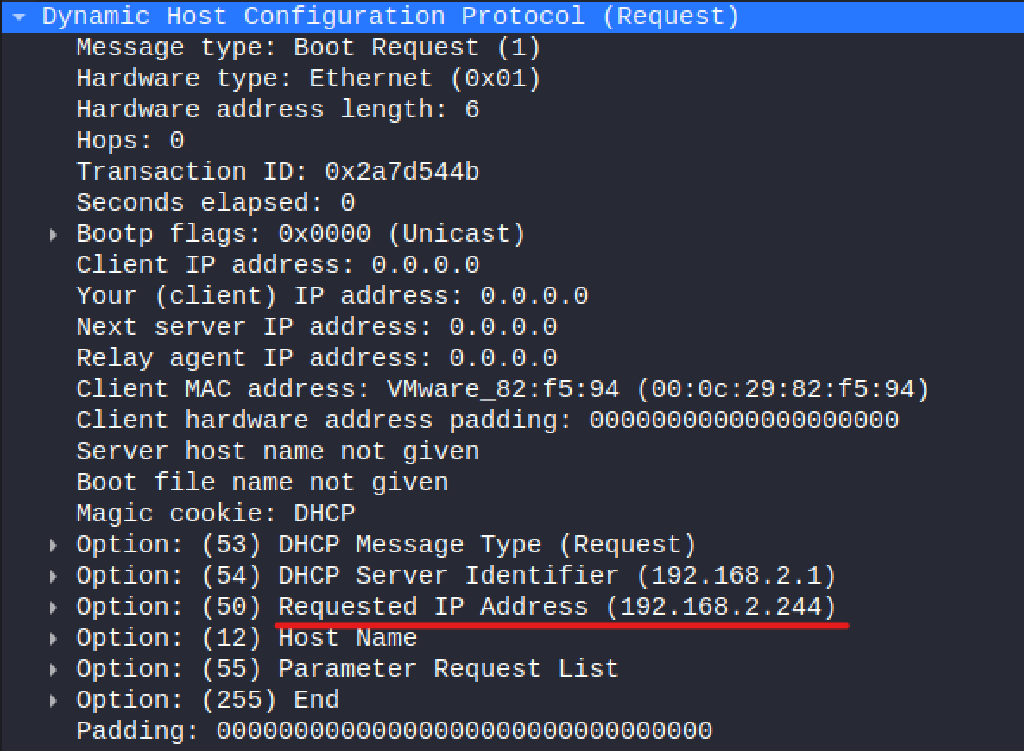 Dynamic Host Configuration Protocol (Request)
Message type: Boot Request (1)
Hardware type: Ethernet (0x01)
Hardware address length: 6
Hops: 0
Transaction ID: 0x2a7d544b
Seconds elapsed: 0
Bootp flags: 0x0000 (Unicast)
Client IP address: 0.0.0.0
Your (client) IP address: 0.0.0.0
Next server IP address: 0.0.0.0
Relay agent IP address: 0.0.0.0
Client MAC address: VMware_82:f5:94 (00:0c:29:82:f5:94)
Client hardware address padding: 00000000000000000000
Server host name not given
Boot file name not given
Magic cookie: DHCP
Option: (53) DHCP Message Type (Request)
Option: (54) DHCP Server Identifier (192.168.2.1)
Option: (50) Requested IP Address (192.168.2.244)
Option: (12) Host Name
Option: (55) Parameter Request List
Option: (255) End
Padding: 00000000000000000000000000000000